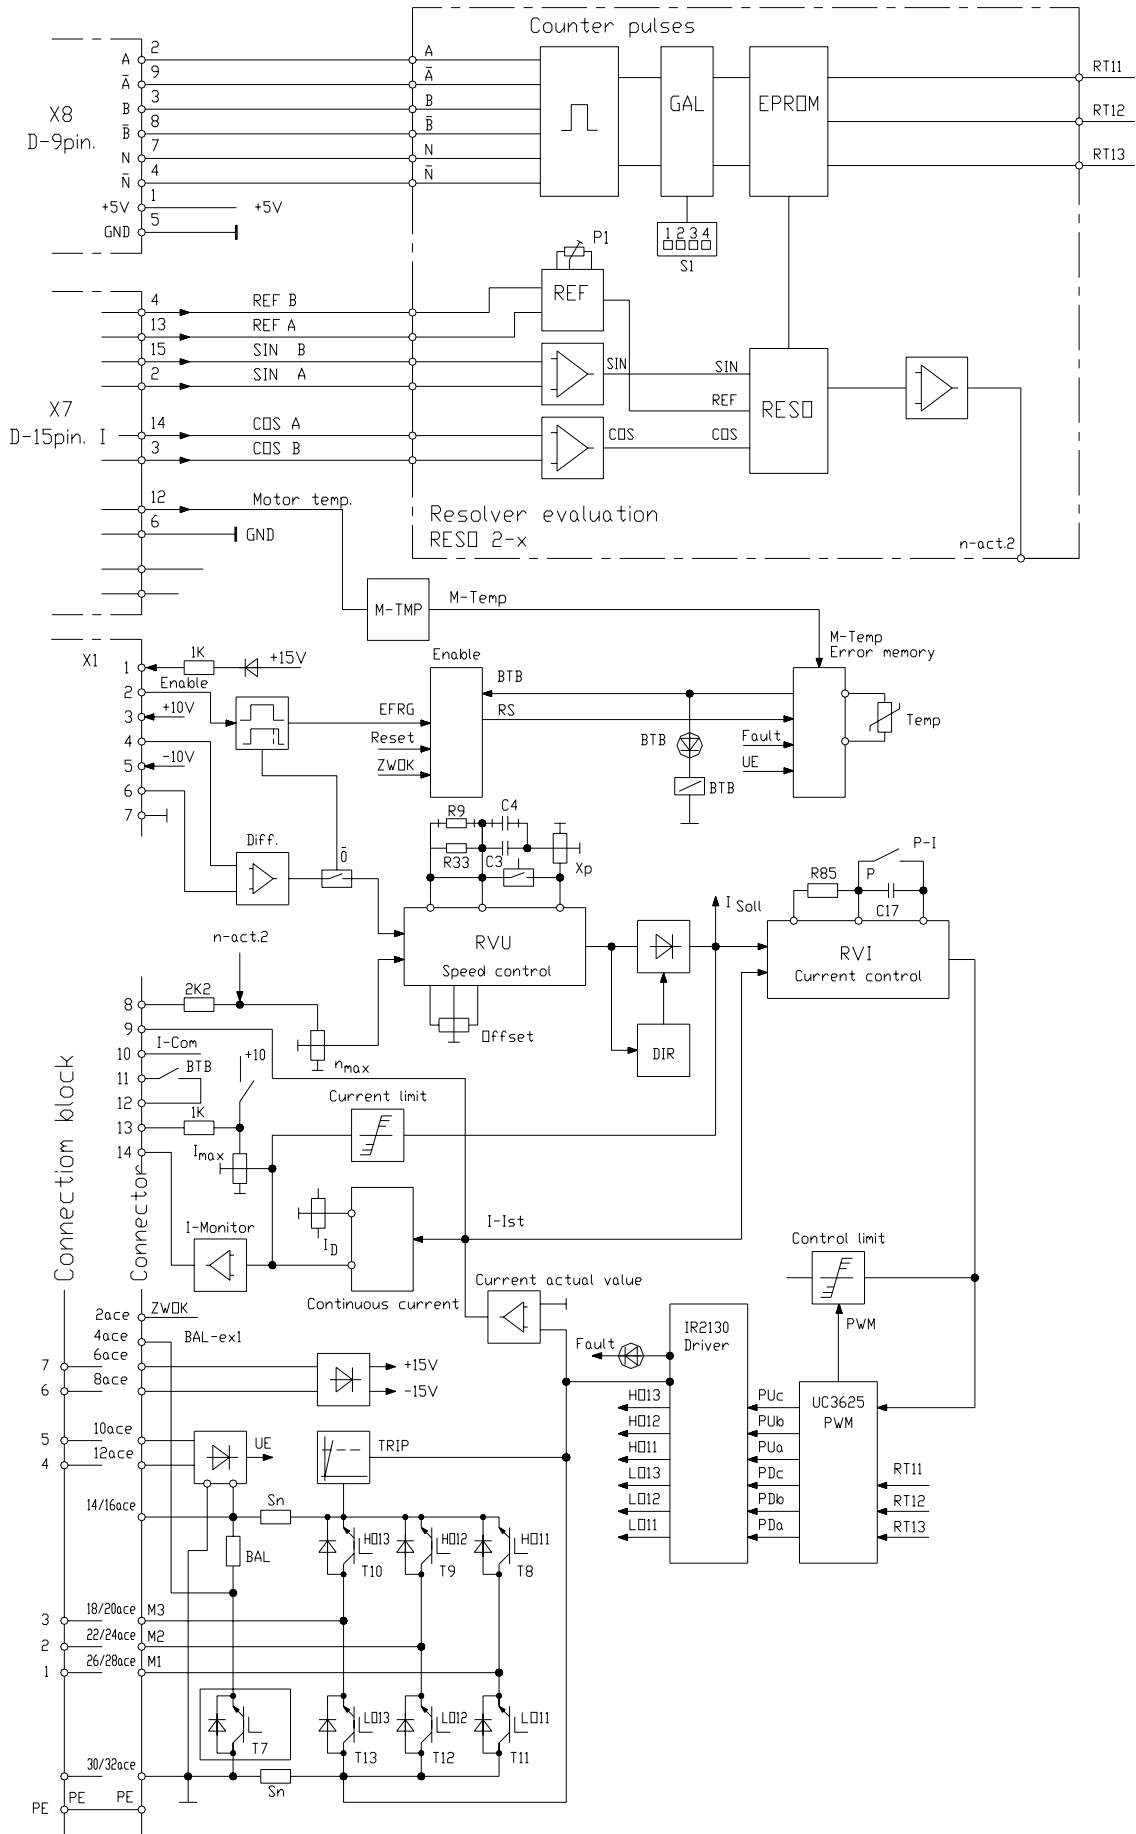 Counter pulses
X8
D-9pin.
A 2 A
A̅ 9 A̅
B 3 B
B̅ 8 B̅
N 7 N
N̅ 4 N̅
+5V 1 +5V
GND 5
GAL
EPROM
RT11
RT12
RT13
1 2 3 4
S1
P1
REF
X7
D-15pin. I
4 REF B
13 REF A
15 SIN B
2 SIN A
14 COS A
3 COS B
12 Motor temp.
6 GND
SIN SIN
REF
COS COS
RESO
Resolver evaluation
RESO 2-x
n-act.2
M-TMP
M-Temp
M-Temp
Error memory
X1
1 1K +15V
2 Enable
3 +10V
4
5 -10V
6
7
Enable
EFRG
Reset
ZWOK
BTB
RS
BTB
BTB
Fault
UE
Temp
Diff.
0̅
R9 C4
R33 C3
Xp
RVU
Speed control
Offset
I Soll
DIR
R85
P
P-I
C17
RVI
Current control
n-act.2
8 2K2
9
10 I-Com
11 BTB
12
13 1K
14
+10
nmax
Imax
Current limit
I-Monitor
ID
I-Ist
Continuous current
Current actual value
Connection block
Connector
Control limit
PWM
2ace ZWOK
4ace BAL-ex1
7 6ace +15V
6 8ace -15V
5 10ace UE
4 12ace
TRIP
14/16ace Sn
BAL
HO13 HO12 HO11
T10 T9 T8
3 18/20ace M3
2 22/24ace M2
1 26/28ace M1
LO13 LO12 LO11
T7 T13 T12 T11
30/32ace Sn
PE PE PE
IR2130
Driver
Fault
HO13
HO12
HO11
LO13
LO12
LO11
PUc
PUb
PUa
PDc
PDb
PDa
UC3625
PWM
RT11
RT12
RT13